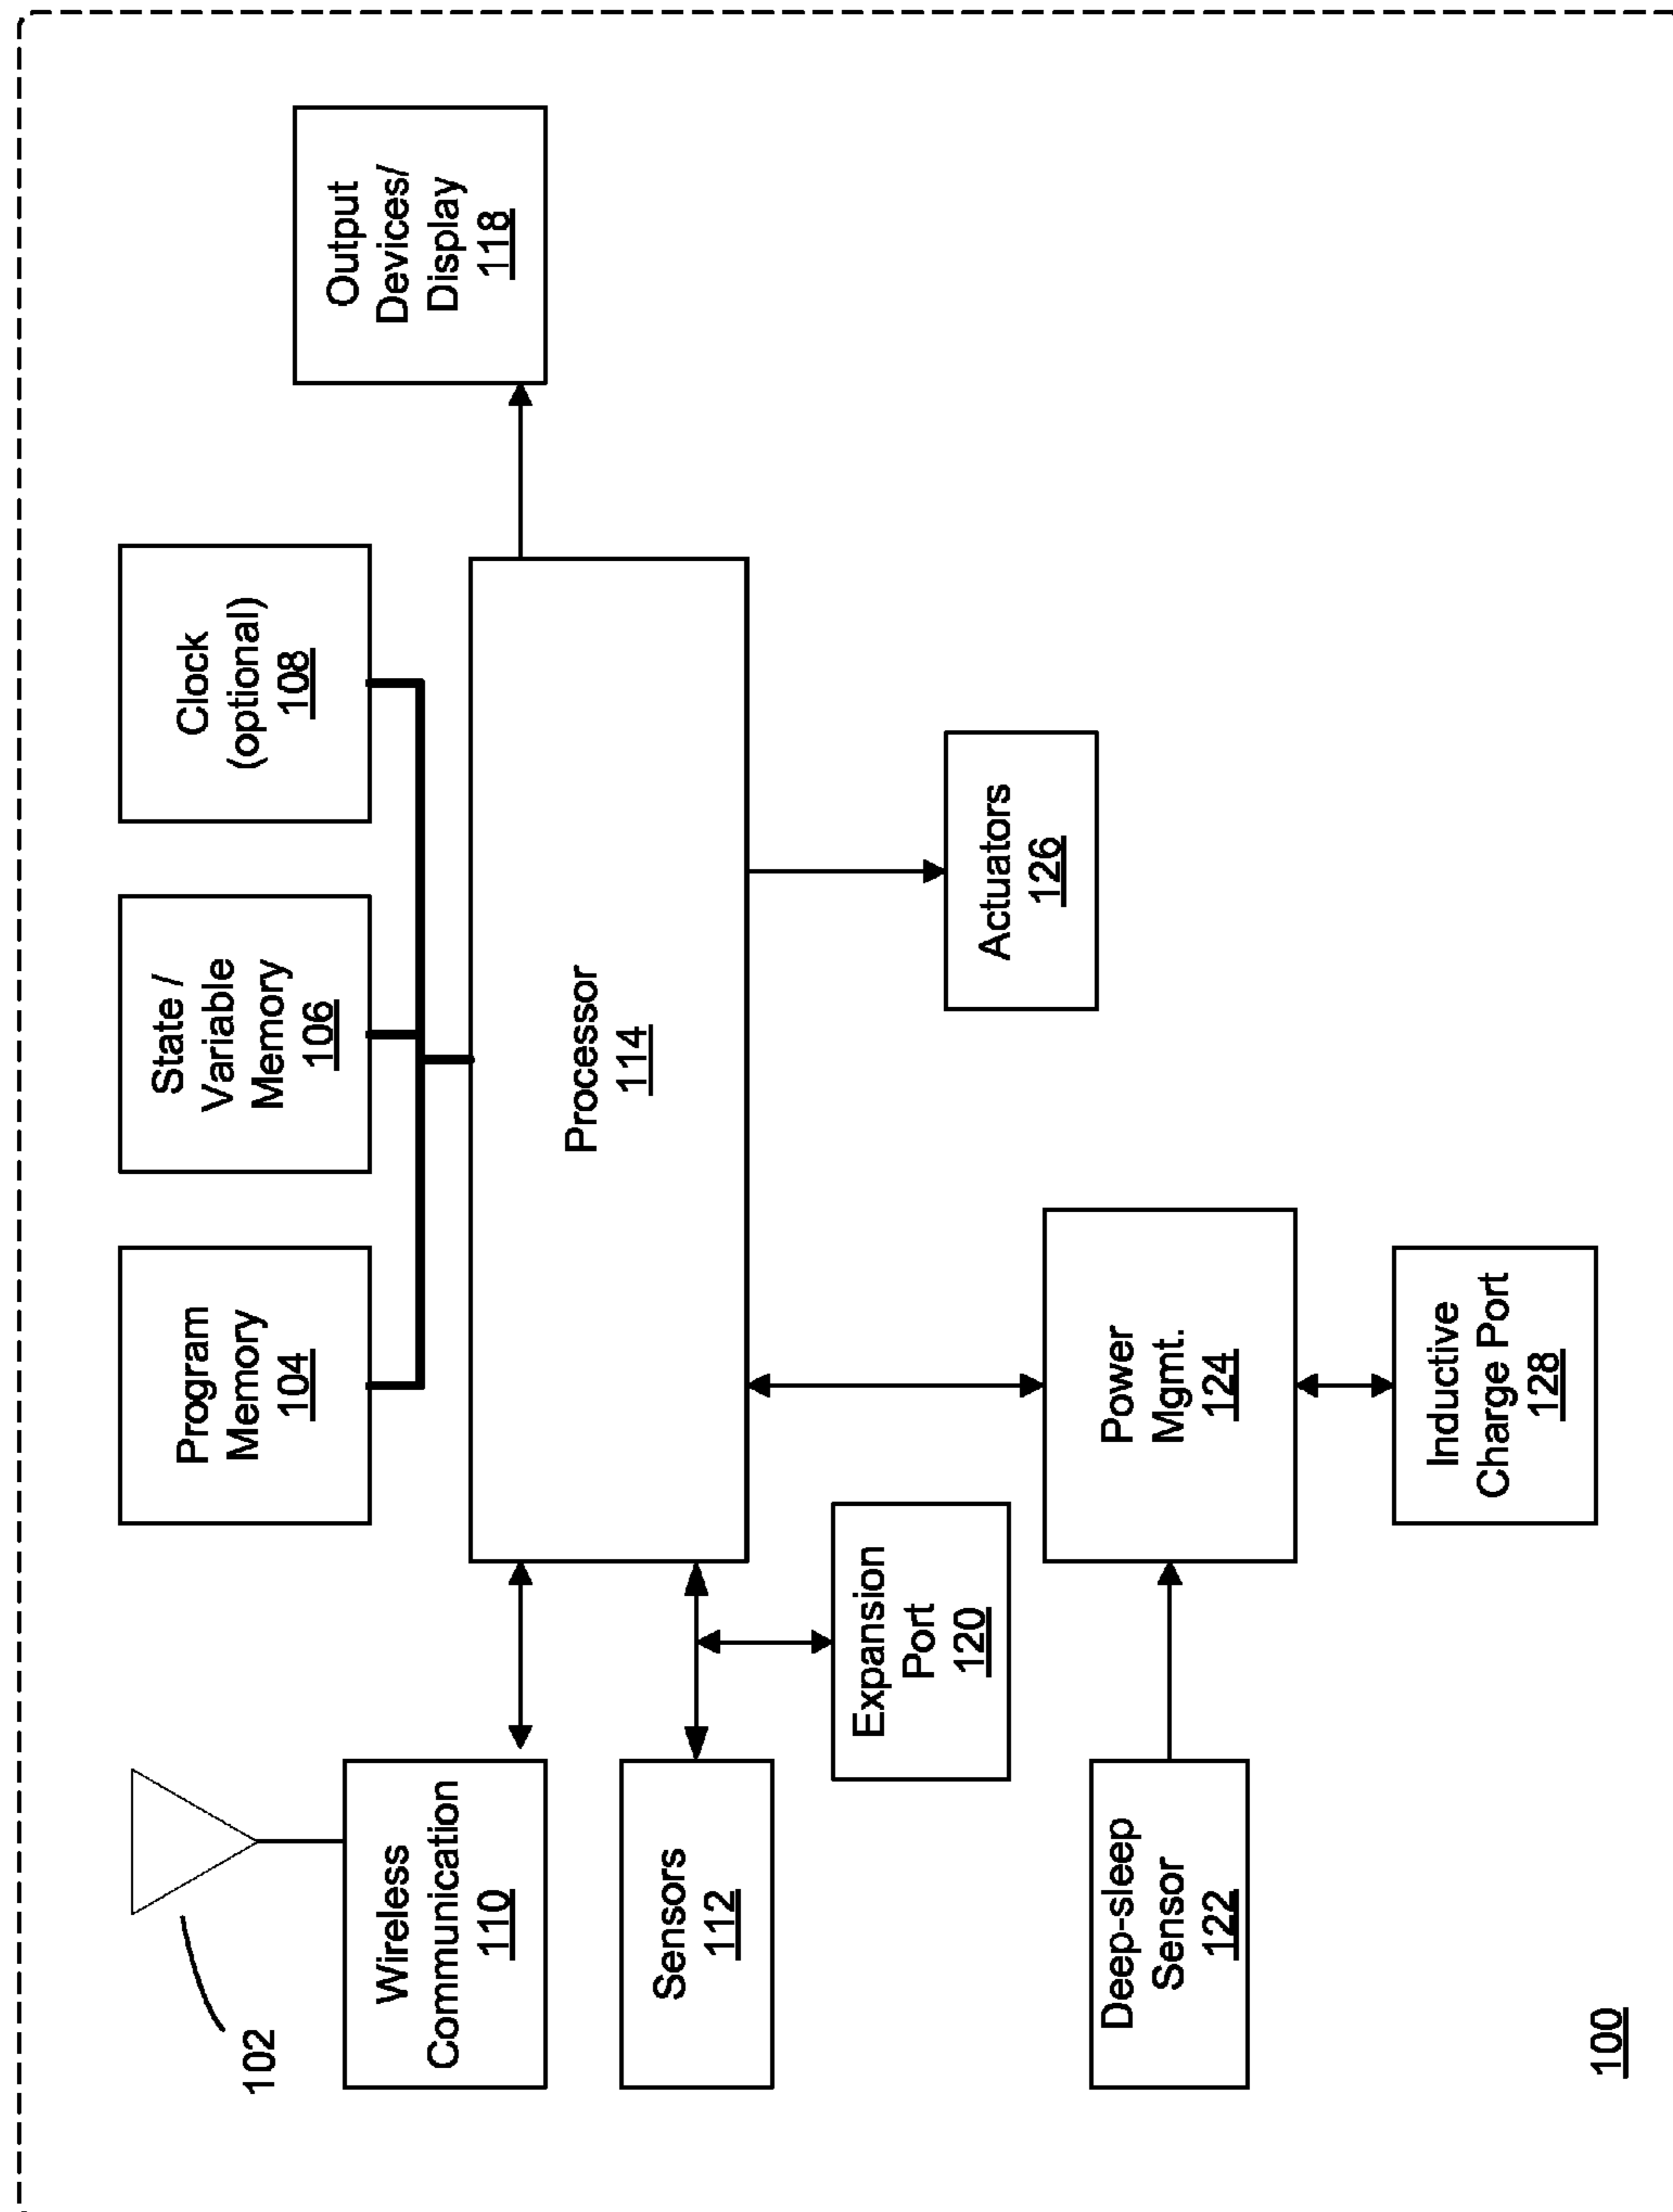 102
Program
Memory
104
State /
Variable
Memory
106
Clock
(optional)
108
Output
Devices/
Display
118
Wireless
Communication
110
Processor
114
Sensors
112
Expansion
Port
120
Actuators
126
Deep-sleep
Sensor
122
Power
Mgmt.
124
Inductive
Charge Port
128
100